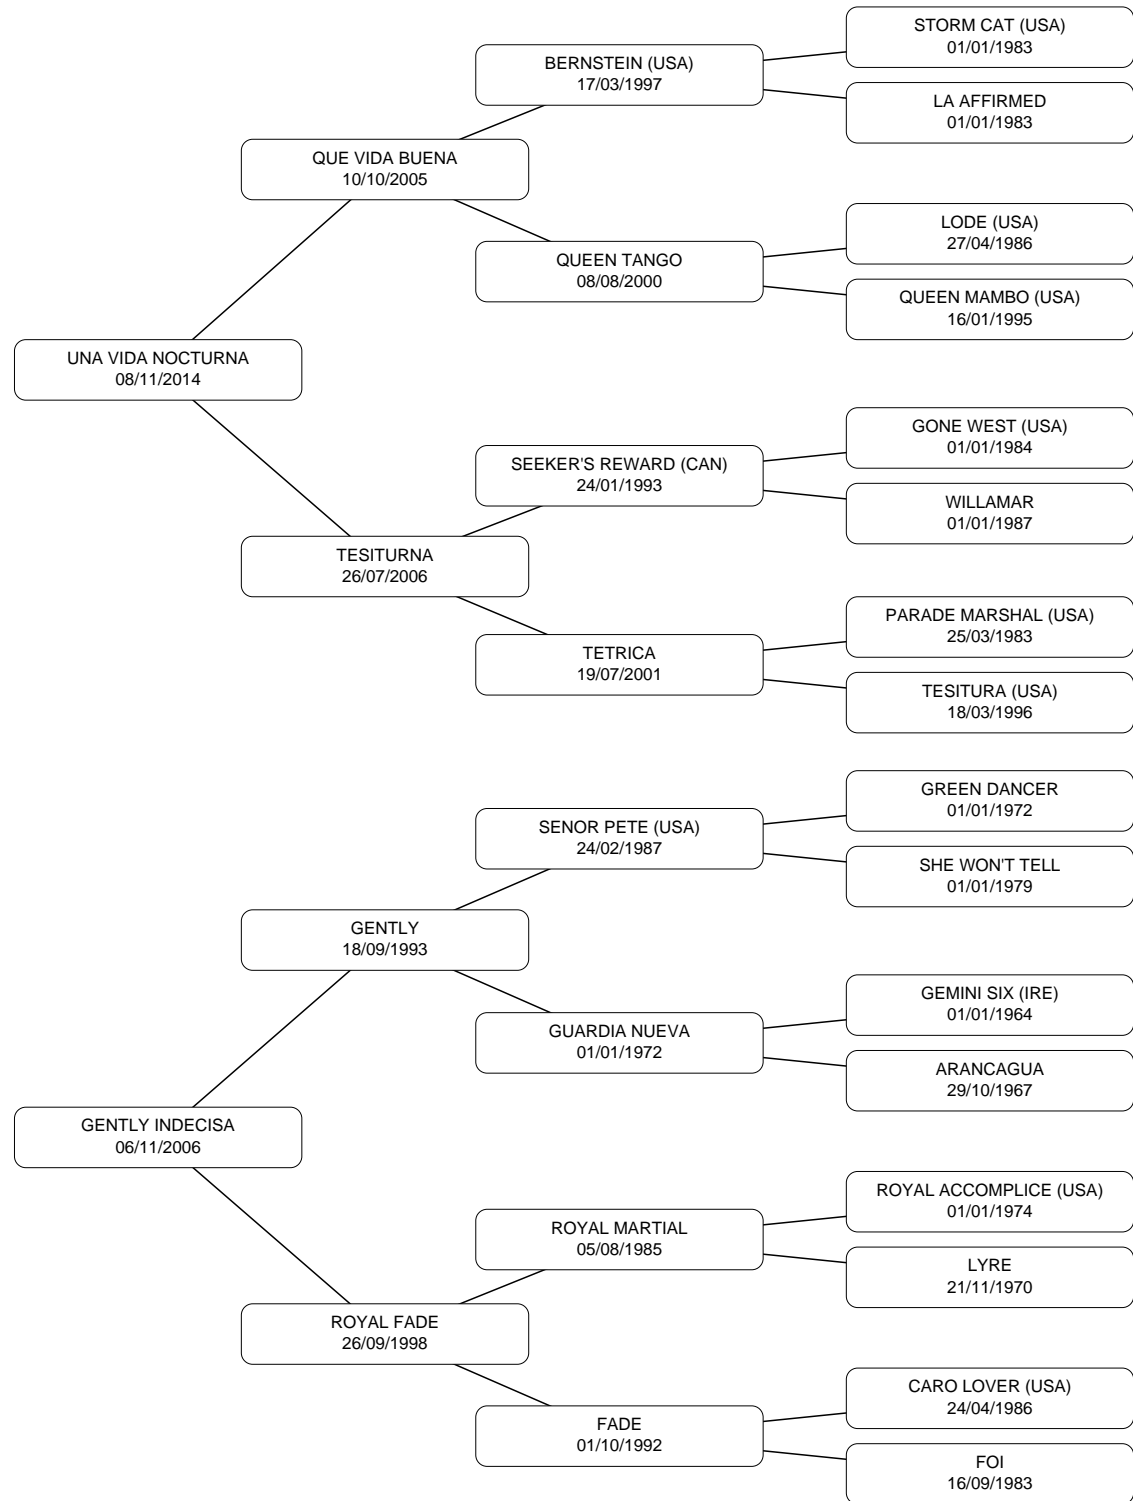 STORM CAT (USA)
01/01/1983
BERNSTEIN (USA)
17/03/1997
LA AFFIRMED
01/01/1983
QUE VIDA BUENA
10/10/2005
LODE (USA)
27/04/1986
QUEEN TANGO
08/08/2000
QUEEN MAMBO (USA)
16/01/1995
UNA VIDA NOCTURNA
08/11/2014
GONE WEST (USA)
01/01/1984
SEEKER'S REWARD (CAN)
24/01/1993
WILLAMAR
01/01/1987
TESITURNA
26/07/2006
PARADE MARSHAL (USA)
25/03/1983
TETRICA
19/07/2001
TESITURA (USA)
18/03/1996
GREEN DANCER
01/01/1972
SENOR PETE (USA)
24/02/1987
SHE WON'T TELL
01/01/1979
GENTLY
18/09/1993
GEMINI SIX (IRE)
01/01/1964
GUARDIA NUEVA
01/01/1972
ARANCAGUA
29/10/1967
GENTLY INDECISA
06/11/2006
ROYAL ACCOMPLICE (USA)
01/01/1974
ROYAL MARTIAL
05/08/1985
LYRE
21/11/1970
ROYAL FADE
26/09/1998
CARO LOVER (USA)
24/04/1986
FADE
01/10/1992
FOI
16/09/1983